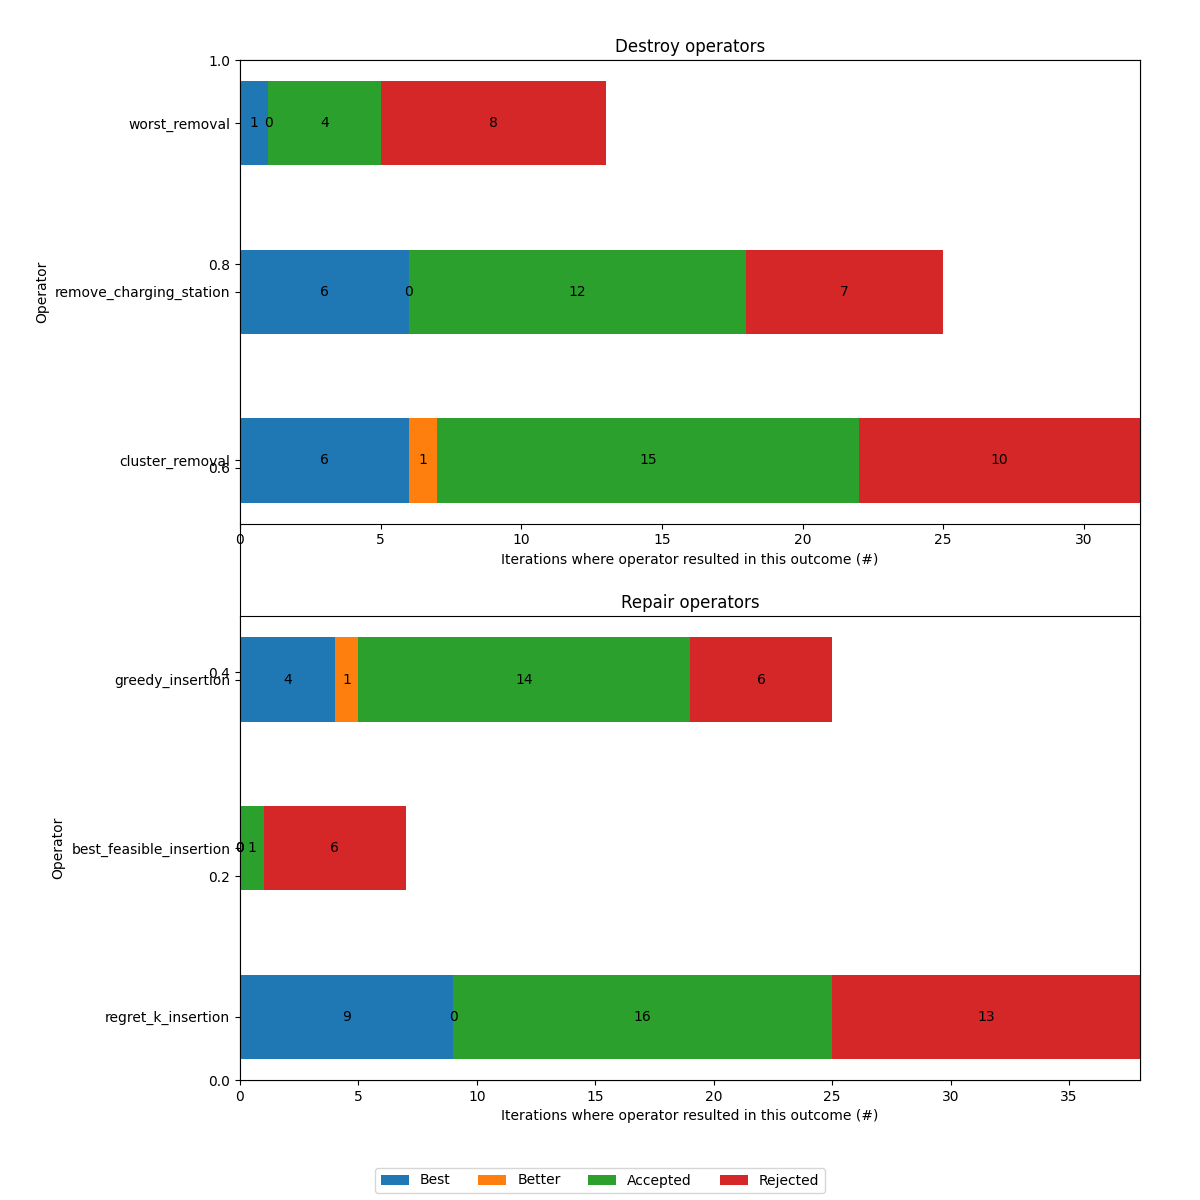 Destroy operators
1.0
worst_removal
1 0 4 8
0.8
remove_charging_station
6 0 12 7
Operator
cluster_removal
0.6
6 1 15 10
0 5 10 15 20 25 30
Iterations where operator resulted in this outcome (#)
Repair operators
0.4
greedy_insertion
4 1 14 6
best_feasible_insertion
0 0 1 6
Operator
0.2
regret_k_insertion
9 0 16 13
0.0
0 5 10 15 20 25 30 35
Iterations where operator resulted in this outcome (#)
Best Better Accepted Rejected